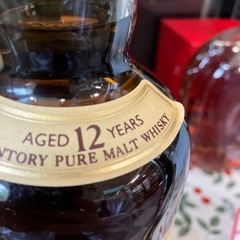 AGED 12 YEARS
NTORY PURE MALT WHISKY